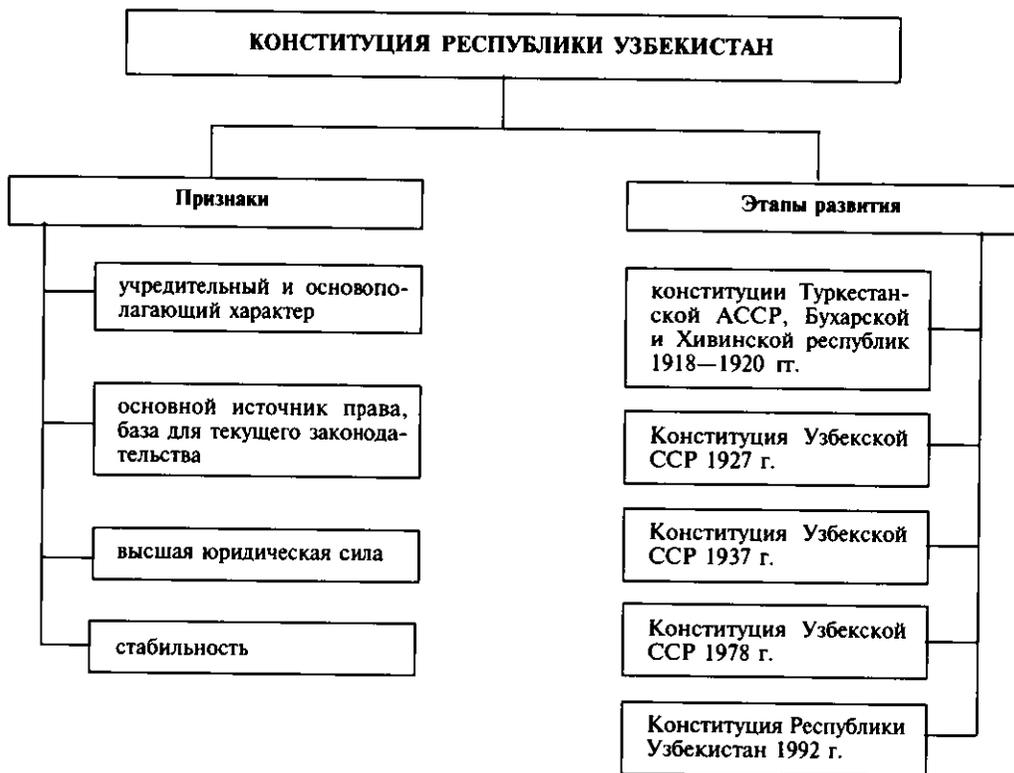 КОНСТИТУЦИЯ РЕСПУБЛИКИ УЗБЕКИСТАН
Признаки
учредительный и основопо-
лагающий характер
основной источник права,
база для текущего законода-
тельства
высшая юридическая сила
стабильность
Этапы развития
конституции Туркестан-
ской АССР, Бухарской
и Хивинской республик
1918—1920 гг.
Конституция Узбекской
ССР 1927 г.
Конституция Узбекской
ССР 1937 г.
Конституция Узбекской
ССР 1978 г.
Конституция Республики
Узбекистан 1992 г.